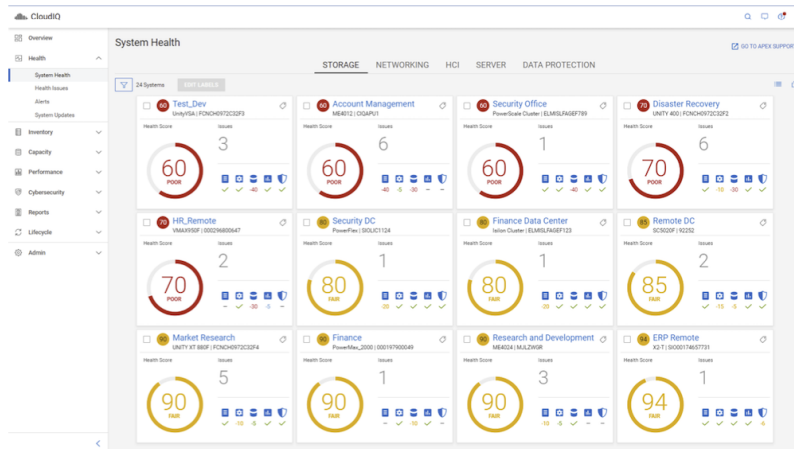 CloudIQ
Overview
Health
System Health
Health Issues
Alerts
System Updates
Inventory
Capacity
Performance
Cybersecurity
Reports
Lifecycle
Admin
System Health
GO TO APEX SUPPORT
STORAGE NETWORKING HCI SERVER DATA PROTECTION
24 Systems EDIT LABELS
60 Test_Dev
UnityVSA | FCNCH0972C32F3
Health Score Issues
3
60
POOR
-40
60 Account Management
ME4012 | CIQAPU1
Health Score Issues
6
60
POOR
-40 -5 -30 – –
60 Security Office
PowerScale Cluster | ELMISLFAGEF789
Health Score Issues
1
60
POOR
-40 –
70 Disaster Recovery
UNITY 400 | FCNCH0972C32F2
Health Score Issues
6
70
POOR
-10 -30
70 HR_Remote
VMAX950F | 000296800647
Health Score Issues
2
70
POOR
– -30 -5 –
80 Security DC
PowerFlex | SIOLIC1124
Health Score Issues
1
80
FAIR
-20
80 Finance Data Center
Isilon Cluster | ELMISLFAGEF123
Health Score Issues
1
80
FAIR
-20
85 Remote DC
SC5020F | 92252
Health Score Issues
2
85
FAIR
-15 -5 –
90 Market Research
UNITY XT 880F | FCNCH0972C32F4
Health Score Issues
5
90
FAIR
-10 -5
90 Finance
PowerMax_2000 | 000197900049
Health Score Issues
1
90
FAIR
– -10 –
90 Research and Development
ME4024 | MJLZWGR
Health Score Issues
3
90
FAIR
-10 -5 – –
94 ERP Remote
X2-T | SIO00174657731
Health Score Issues
1
94
FAIR
-6